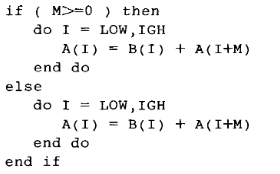 if ( M>=0 ) then
do I = LOW,IGH
A(I) = B(I) + A(I+M)
end do
else
do I = LOW,IGH
A(I) = B(I) + A(I+M)
end do
end if